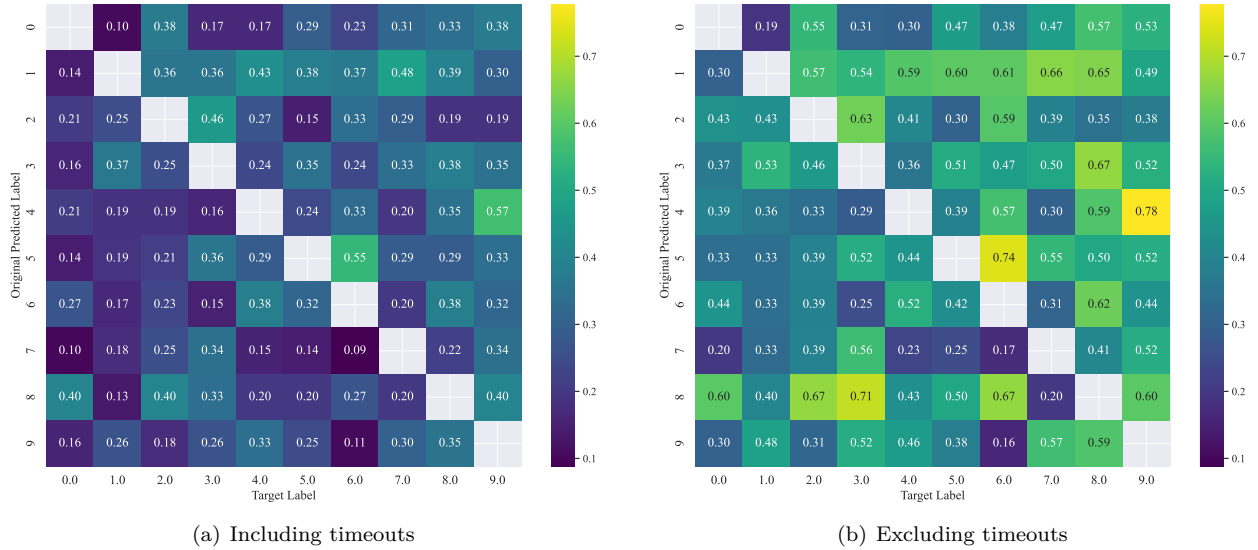 0 0.10 0.38 0.17 0.17 0.29 0.23 0.31 0.33 0.38
1 0.14 0.36 0.36 0.43 0.38 0.37 0.48 0.39 0.30
2 0.21 0.25 0.46 0.27 0.15 0.33 0.29 0.19 0.19
3 0.16 0.37 0.25 0.24 0.35 0.24 0.33 0.38 0.35
4 0.21 0.19 0.19 0.16 0.24 0.33 0.20 0.35 0.57
5 0.14 0.19 0.21 0.36 0.29 0.55 0.29 0.29 0.33
6 0.27 0.17 0.23 0.15 0.38 0.32 0.20 0.38 0.32
7 0.10 0.18 0.25 0.34 0.15 0.14 0.09 0.22 0.34
8 0.40 0.13 0.40 0.33 0.20 0.20 0.27 0.20 0.40
9 0.16 0.26 0.18 0.26 0.33 0.25 0.11 0.30 0.35
0.0 1.0 2.0 3.0 4.0 5.0 6.0 7.0 8.0 9.0
Target Label
Original Predicted Label
0.7
0.6
0.5
0.4
0.3
0.2
0.1
(a) Including timeouts
0 0.19 0.55 0.31 0.30 0.47 0.38 0.47 0.57 0.53
1 0.30 0.57 0.54 0.59 0.60 0.61 0.66 0.65 0.49
2 0.43 0.43 0.63 0.41 0.30 0.59 0.39 0.35 0.38
3 0.37 0.53 0.46 0.36 0.51 0.47 0.50 0.67 0.52
4 0.39 0.36 0.33 0.29 0.39 0.57 0.30 0.59 0.78
5 0.33 0.33 0.39 0.52 0.44 0.74 0.55 0.50 0.52
6 0.44 0.33 0.39 0.25 0.52 0.42 0.31 0.62 0.44
7 0.20 0.33 0.39 0.56 0.23 0.25 0.17 0.41 0.52
8 0.60 0.40 0.67 0.71 0.43 0.50 0.67 0.20 0.60
9 0.30 0.48 0.31 0.52 0.46 0.38 0.16 0.57 0.59
0.0 1.0 2.0 3.0 4.0 5.0 6.0 7.0 8.0 9.0
Target Label
Original Predicted Label
0.7
0.6
0.5
0.4
0.3
0.2
0.1
(b) Excluding timeouts